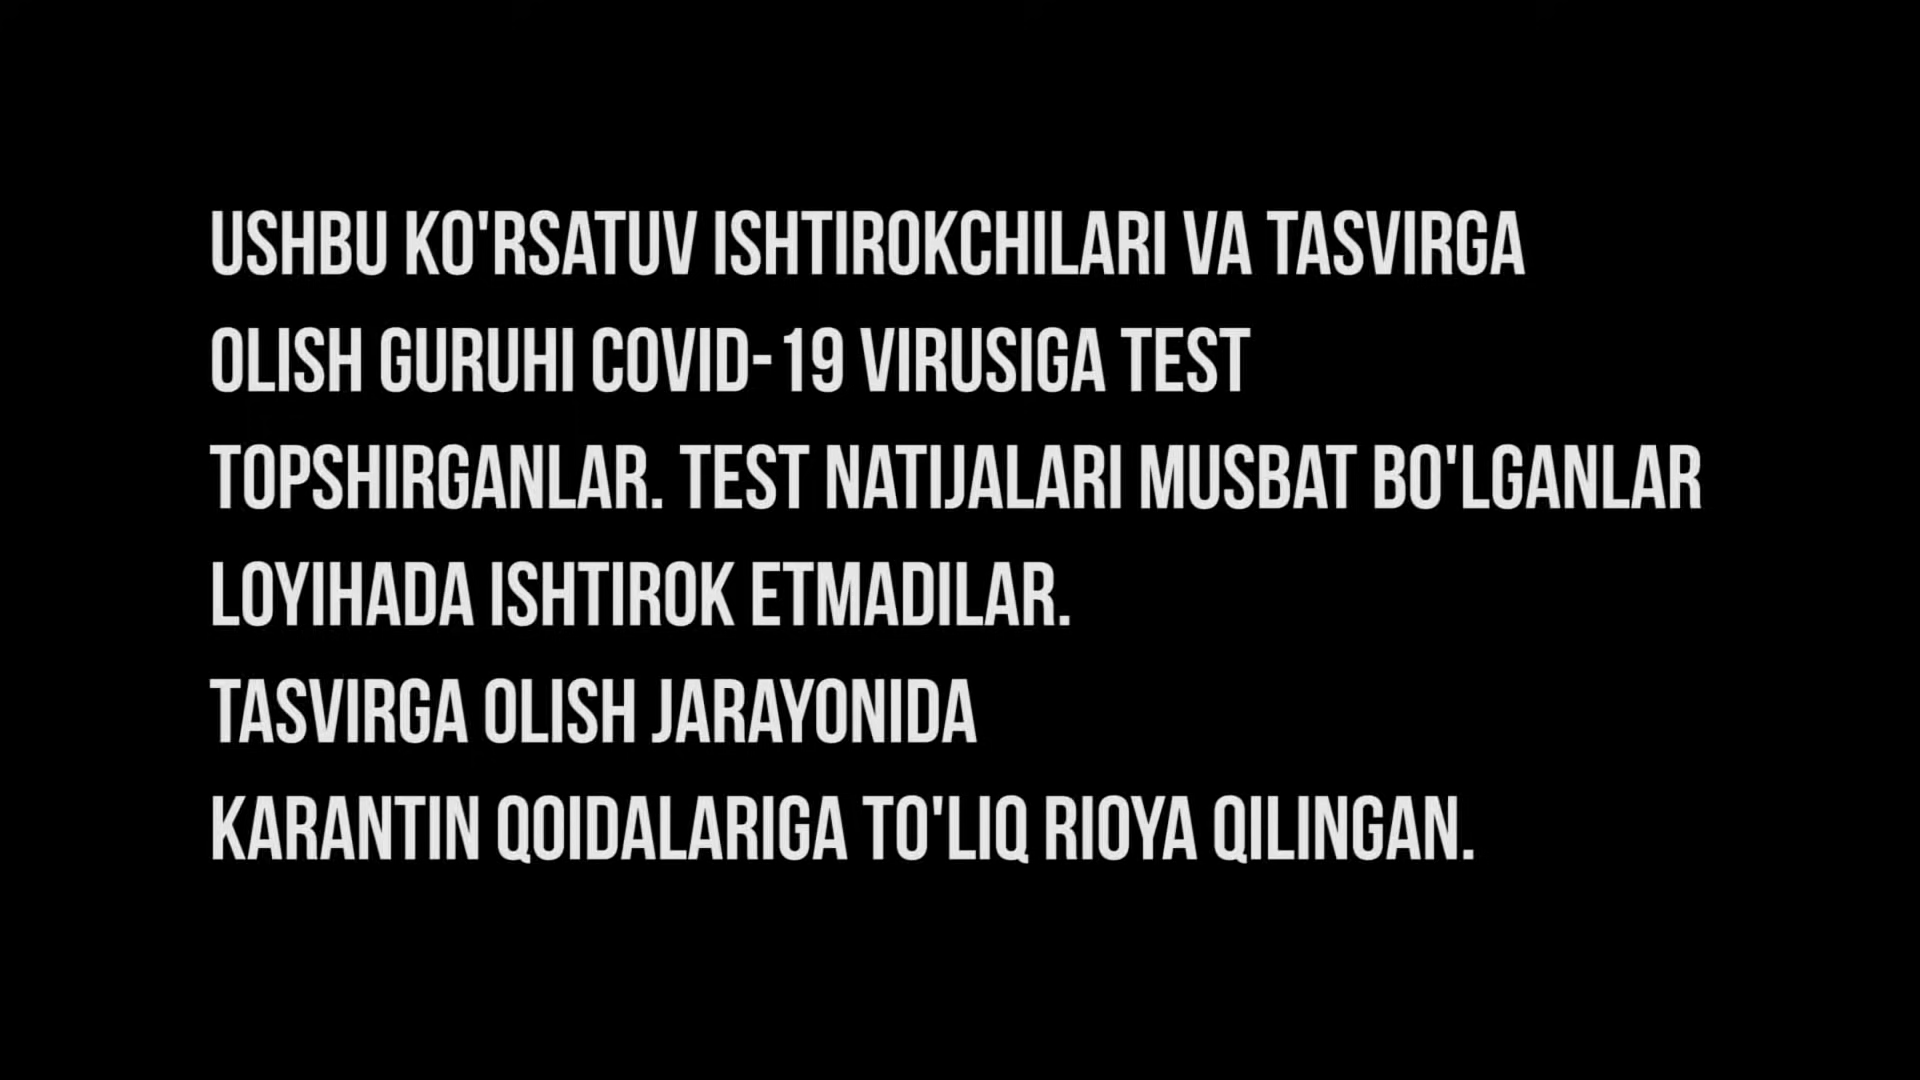 USHBU KO'RSATUV ISHTIROKCHILARI VA TASVIRGA
OLISH GURUHI COVID-19 VIRUSIGA TEST
TOPSHIRGANLAR. TEST NATIJALARI MUSBAT BO'LGANLAR
LOYIHADA ISHTIROK ETMADILAR.
TASVIRGA OLISH JARAYONIDA
KARANTIN QOIDALARIGA TO'LIQ RIOYA QILINGAN.